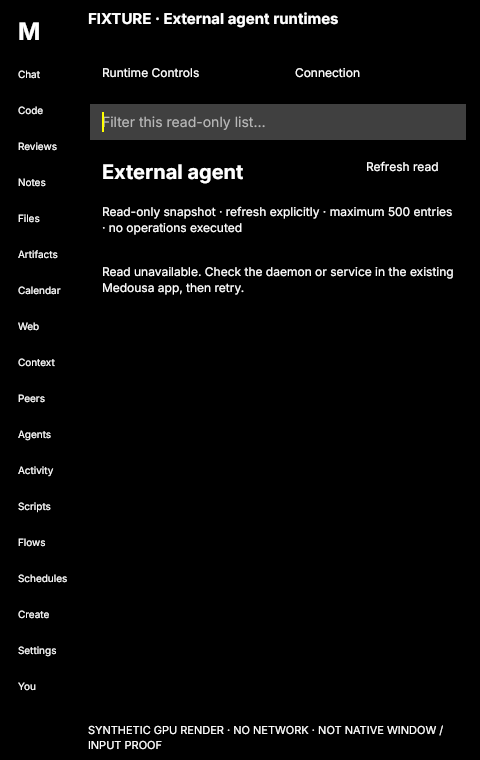 M
FIXTURE · External agent runtimes
Chat
Code
Reviews
Notes
Files
Artifacts
Calendar
Web
Context
Peers
Agents
Activity
Scripts
Flows
Schedules
Create
Settings
You
Runtime Controls
Connection
Filter this read-only list...
External agent
Refresh read
Read-only snapshot · refresh explicitly · maximum 500 entries
· no operations executed
Read unavailable. Check the daemon or service in the existing
Medousa app, then retry.
SYNTHETIC GPU RENDER · NO NETWORK · NOT NATIVE WINDOW /
INPUT PROOF